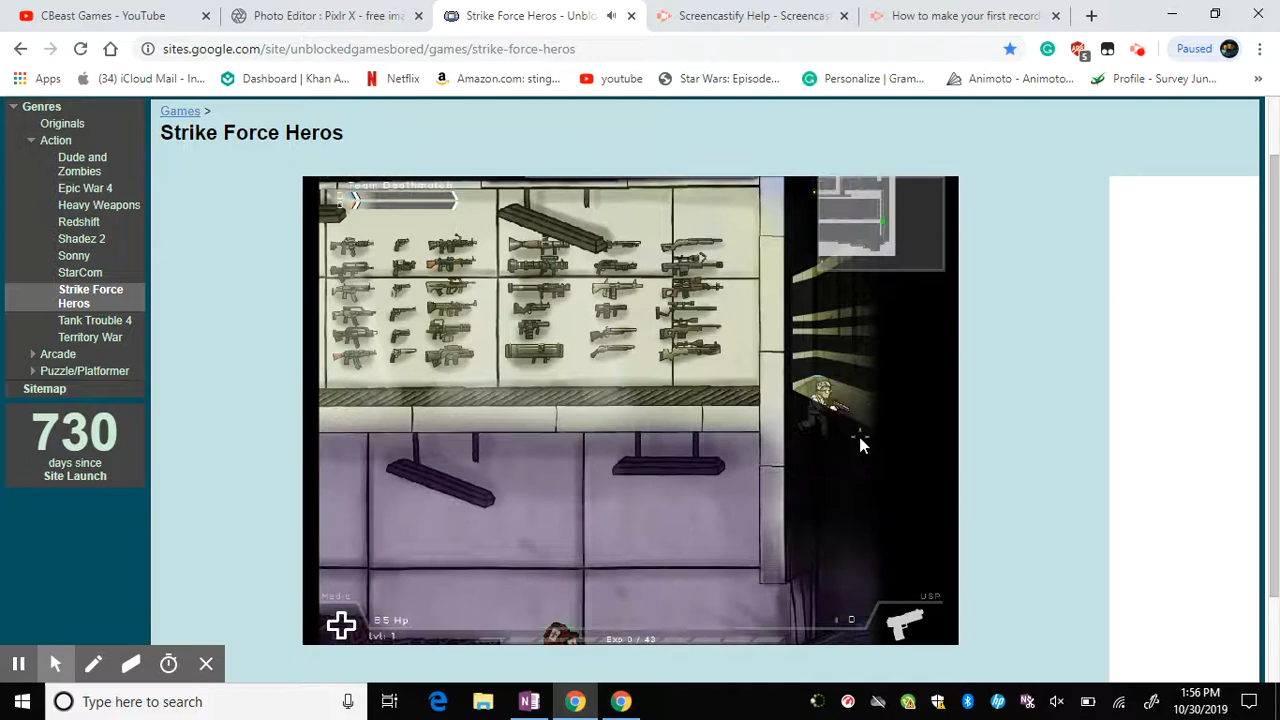 CBeast Games - YouTube
Photo Editor : Pixlr X - free ima
Strike Force Heros - Unblo
Screencastify Help - Screencas
How to make your first record
sites.google.com/site/unblockedgamesbored/games/strike-force-heros
Paused
Apps
(34) iCloud Mail - In...
Dashboard | Khan A...
Netflix
Amazon.com: sting...
youtube
Star Wars: Episode...
Personalize | Gram...
Animoto - Animoto...
Profile - Survey Jun...
»
5
Genres
Originals
Action
Dude and
Zombies
Epic War 4
Heavy Weapons
Redshift
Shadez 2
Sonny
StarCom
Strike Force
Heros
Tank Trouble 4
Territory War
Arcade
Puzzle/Platformer
Sitemap
730
days since
Site Launch
Games >
Strike Force Heros
Team Deathmatch
Medic
85 Hp
Lvl: 1
Exp 0 / 43
USP
Type here to search
1:56 PM
10/30/2019